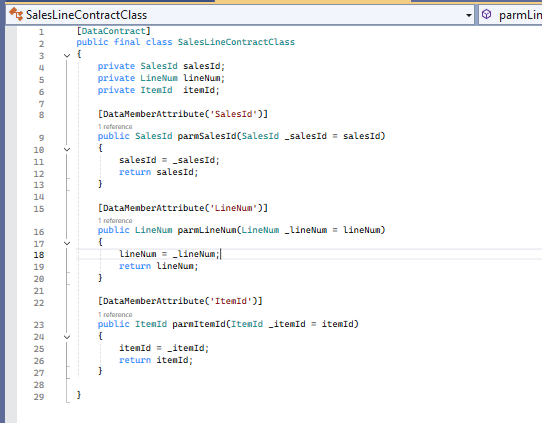 SalesLineContractClass
parmLin
1 [DataContract]
2 public final class SalesLineContractClass
3 {
4 private SalesId salesId;
5 private LineNum lineNum;
6 private ItemId itemId;
7
8 [DataMemberAttribute('SalesId')]
1 reference
9 public SalesId parmSalesId(SalesId _salesId = salesId)
10 {
11 salesId = _salesId;
12 return salesId;
13 }
14
15 [DataMemberAttribute('LineNum')]
1 reference
16 public LineNum parmLineNum(LineNum _lineNum = lineNum)
17 {
18 lineNum = _lineNum;
19 return lineNum;
20 }
21
22 [DataMemberAttribute('ItemId')]
1 reference
23 public ItemId parmItemId(ItemId _itemId = itemId)
24 {
25 itemId = _itemId;
26 return itemId;
27 }
28
29 }